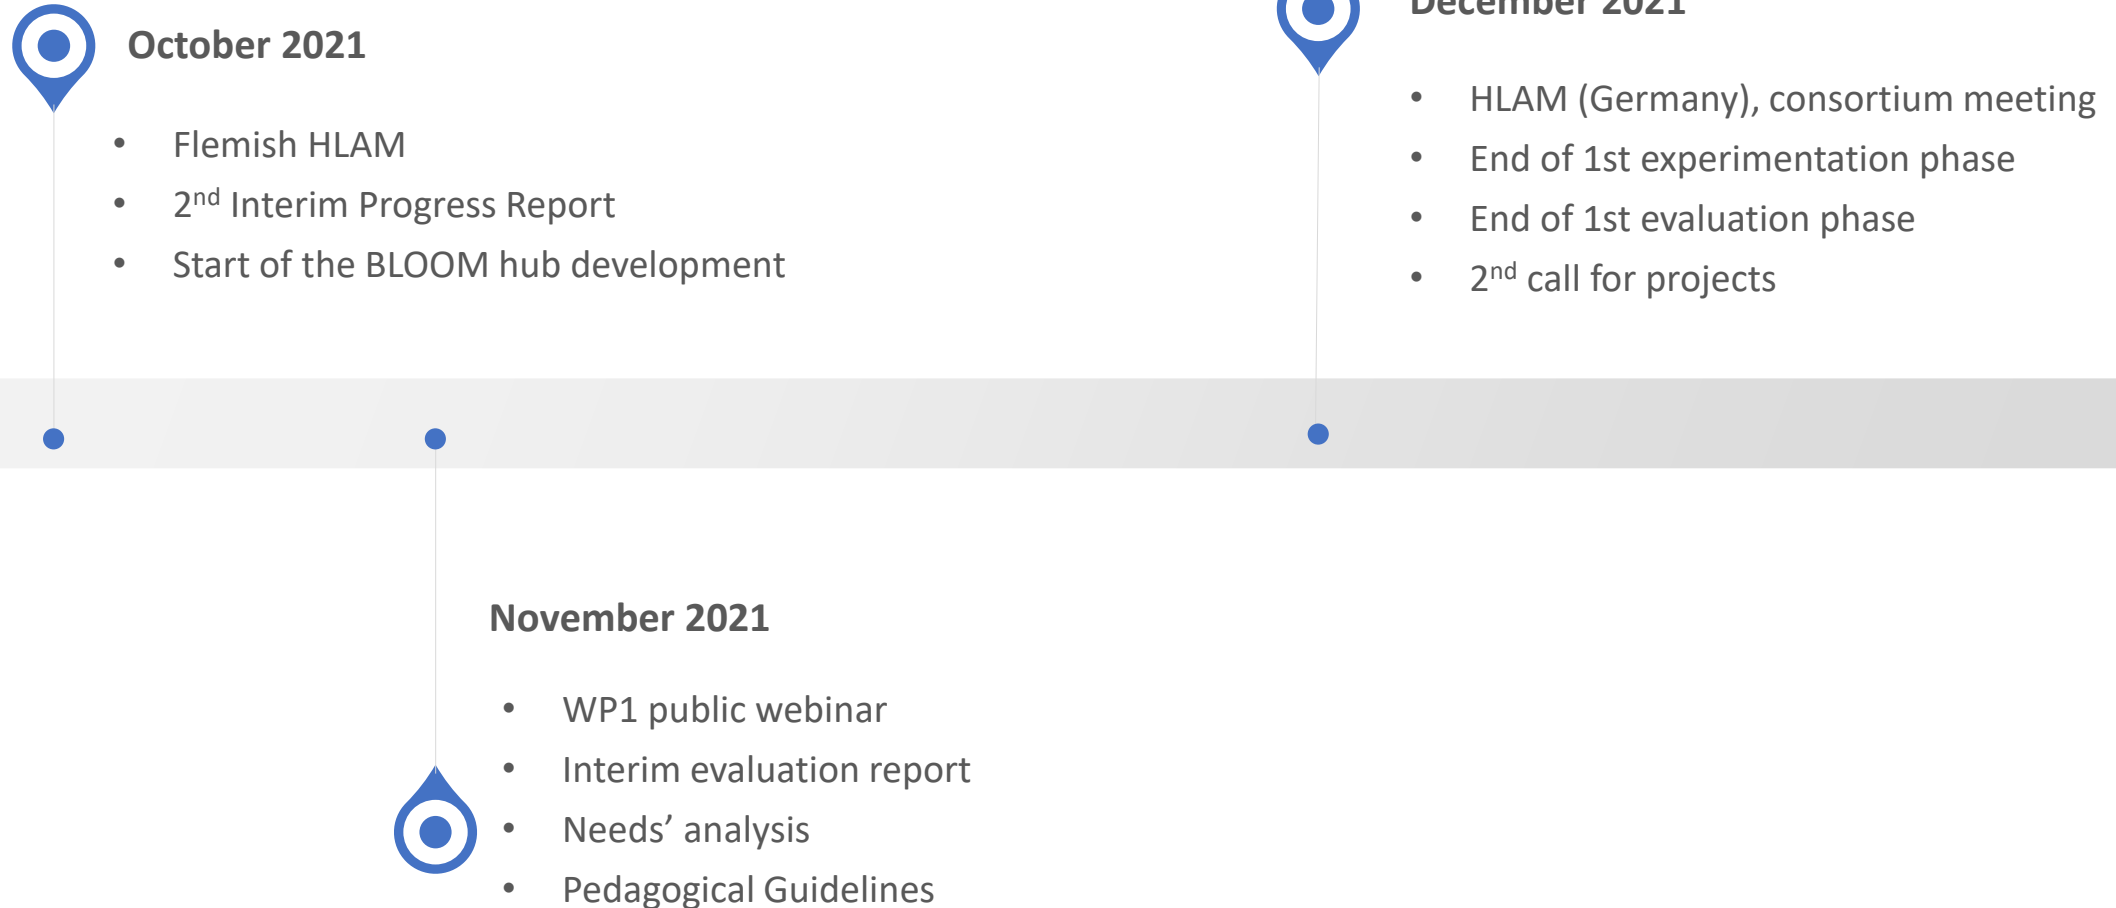 October 2021
• Flemish HLAM
• 2nd Interim Progress Report
• Start of the BLOOM hub development
December 2021
• HLAM (Germany), consortium meeting
• End of 1st experimentation phase
• End of 1st evaluation phase
• 2nd call for projects
November 2021
• WP1 public webinar
• Interim evaluation report
• Needs’ analysis
• Pedagogical Guidelines